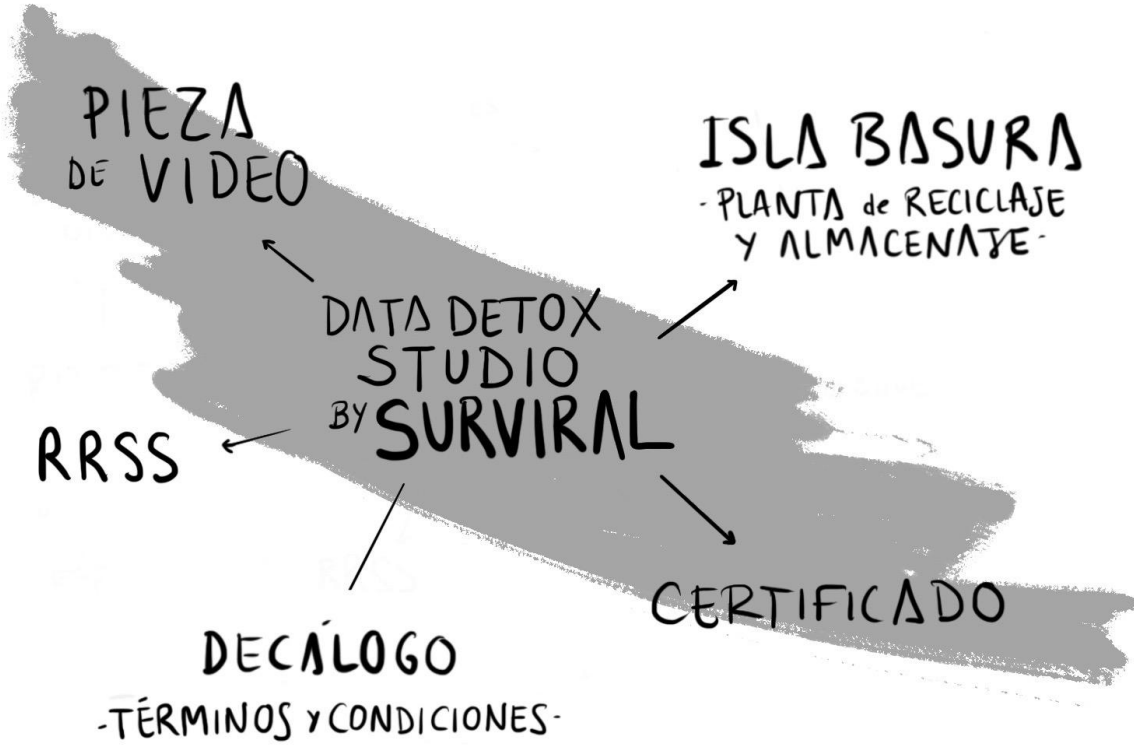 PIEZA
DE VIDEO
ISLA BASURA
- PLANTA de RECICLAJE
Y ALMACENAJE -
DATA DETOX
STUDIO
BY SURVIRAL
RRSS
CERTIFICADO
DECÁLOGO
- TÉRMINOS Y CONDICIONES -